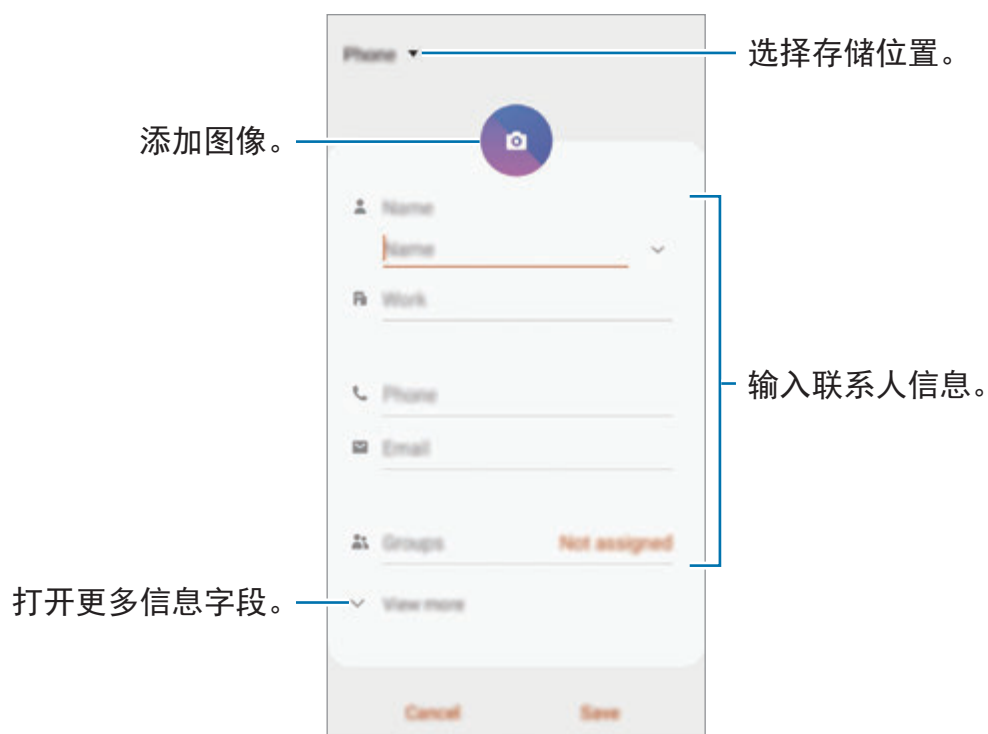 Phone
选择存储位置。
添加图像。
Name
Name
Work
输入联系人信息。
Phone
Email
Groups Not assigned
打开更多信息字段。
View more
Cancel Save